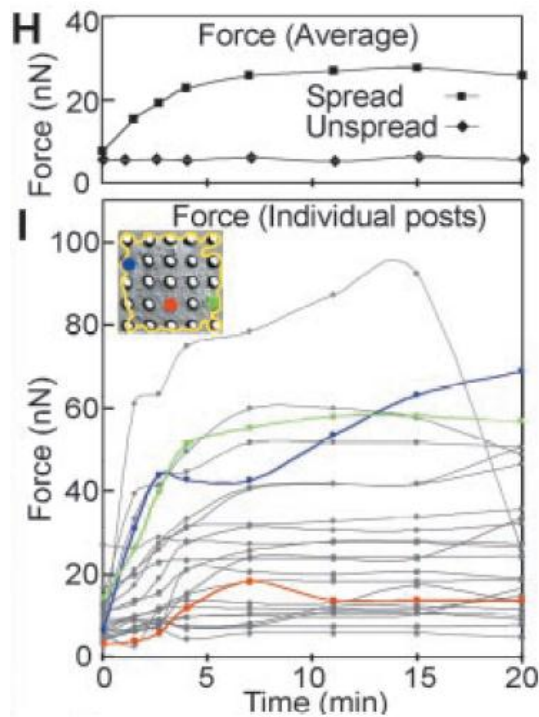 H
Force (Average)
Force (nN)
40
20
0
Spread
Unspread
I
Force (Individual posts)
Force (nN)
100
80
60
40
20
0
0
5
10
15
20
Time (min)